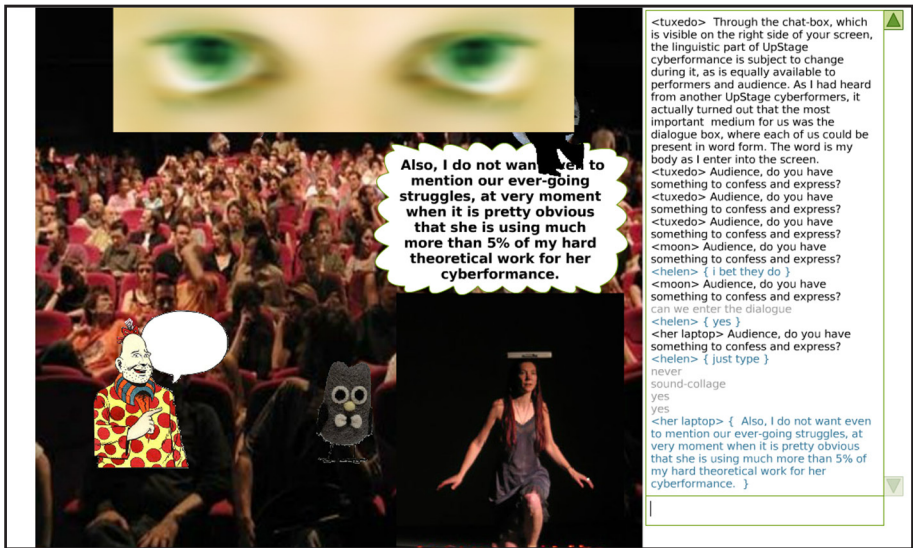 Also, I do not want even to
mention our ever-going
struggles, at very moment
when it is pretty obvious
that she is using much
more than 5% of my hard
theoretical work for her
cyberformance.
<tuxedo>  Through the chat-box, which
is visible on the right side of your screen,
the linguistic part of UpStage
cyberformance is subject to change
during it, as is equally available to
performers and audience. As I had heard
from another UpStage cyberformers, it
actually turned out that the most
important  medium for us was the
dialogue box, where each of us could be
present in word form. The word is my
body as I enter into the screen.
<tuxedo> Audience, do you have
something to confess and express?
<tuxedo> Audience, do you have
something to confess and express?
<tuxedo> Audience, do you have
something to confess and express?
<moon> Audience, do you have
something to confess and express?
<helen> { i bet they do }
<moon> Audience, do you have
something to confess and express?
can we enter the dialogue
<helen> { yes }
<her laptop> Audience, do you have
something to confess and express?
<helen> { just type }
never
sound-collage
yes
yes
<her laptop> {  Also, I do not want even
to mention our ever-going struggles, at
very moment when it is pretty obvious
that she is using much more than 5% of
my hard theoretical work for her
cyberformance.  }